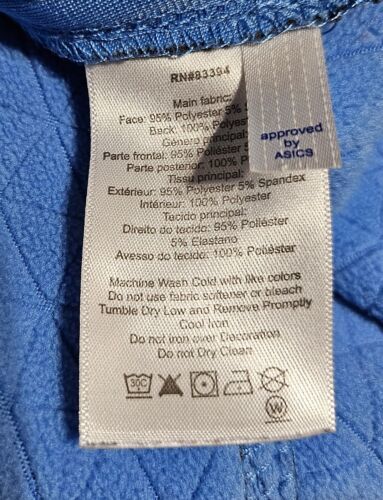 RN#83394
Main fabric:
Face: 95% Polyester 5%
Back: 100% Polyester
Género principal:
Parte frontal: 95% Poliéster 5%
Parte posterior: 100%
Tissu principal:
Extérieur: 95% Polyester 5% Spandex
Intérieur: 100% Polyester
Tecido principal:
Direito do tecido: 95% Poliéster
5% Elastano
Avesso do tecido: 100% Poliéster
approved
by
ASICS
Machine Wash Cold with like colors
Do not use fabric softener or bleach
Tumble Dry Low and Remove Promptly
Cool Iron
Do not iron over Decoration
Do not Dry Clean
30C
W